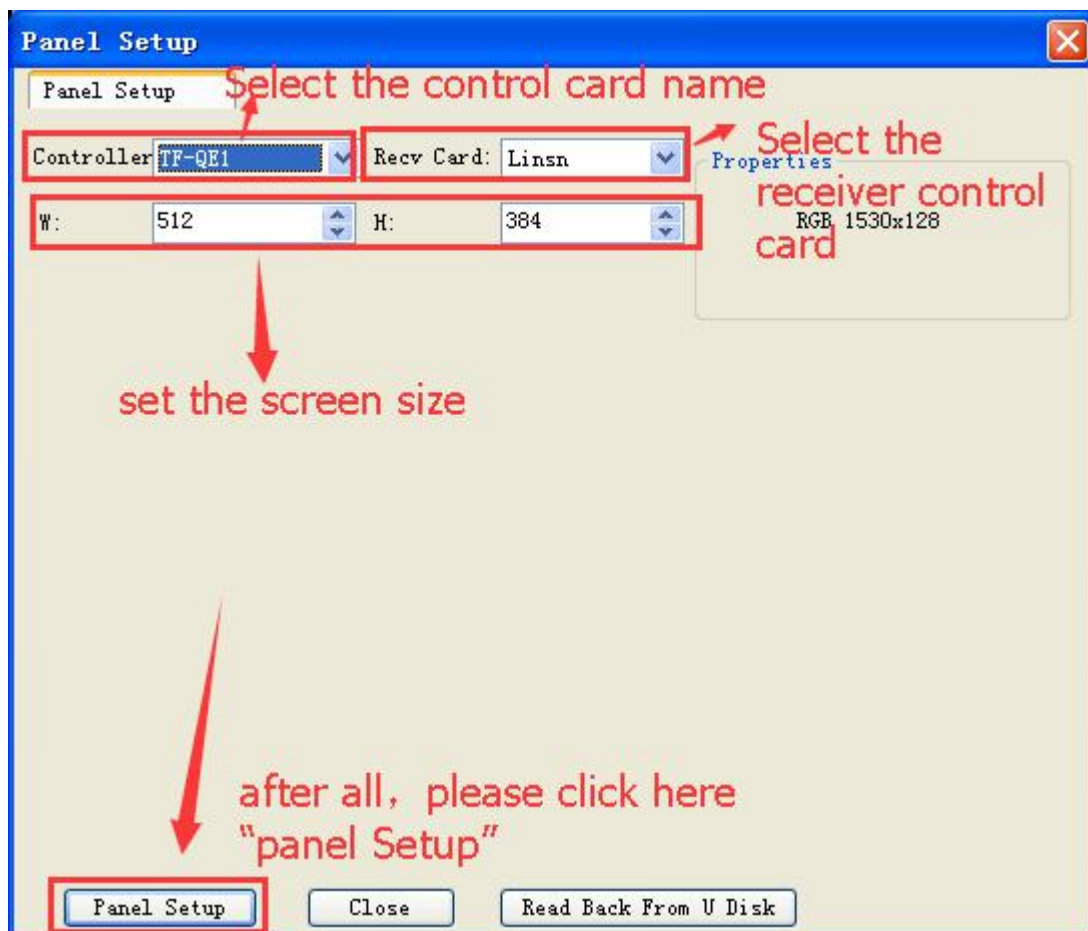 Panel Setup
Panel Setup
Select the control card name
Controller TF-QE1 Recv Card: Linsn
Select the
Properties
receiver control
W: 512 H: 384
RGB 1530x128
card
set the screen size
after all, please click here
“panel Setup”
Panel Setup Close Read Back From U Disk